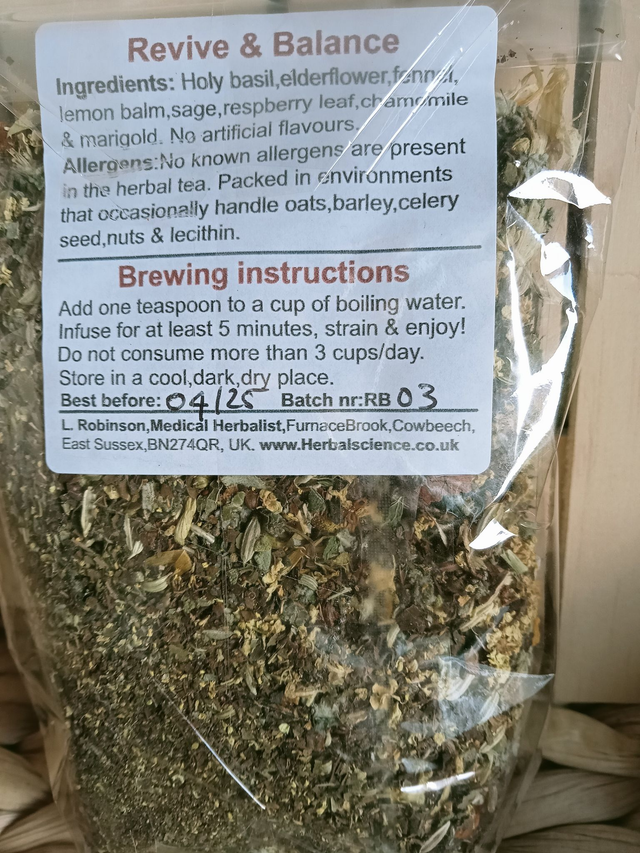 Revive & Balance
Ingredients: Holy basil,elderflower,fennel,
lemon balm,sage,respberry leaf,chamomile
& marigold. No artificial flavours.
Allergens:No known allergens are present
in the herbal tea. Packed in environments
that occasionally handle oats,barley,celery
seed,nuts & lecithin.
Brewing instructions
Add one teaspoon to a cup of boiling water.
Infuse for at least 5 minutes, strain & enjoy!
Do not consume more than 3 cups/day.
Store in a cool,dark,dry place.
Best before: 04/25 Batch nr:RB 03
L. Robinson,Medical Herbalist,FurnaceBrook,Cowbeech,
East Sussex,BN274QR, UK. www.Herbalscience.co.uk